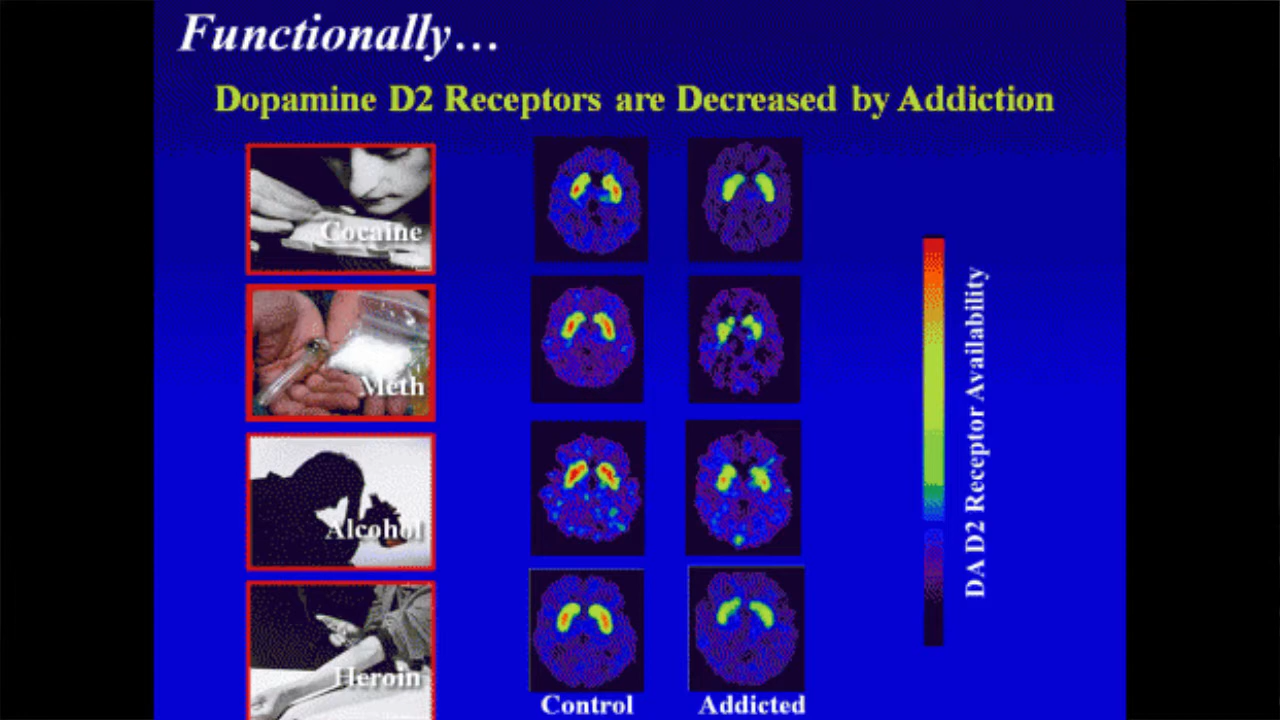 Functionally...
Dopamine D2 Receptors are Decreased by Addiction
Cocaine
Meth
Alcohol
Heroin
Control Addicted
DA D2 Receptor Availability